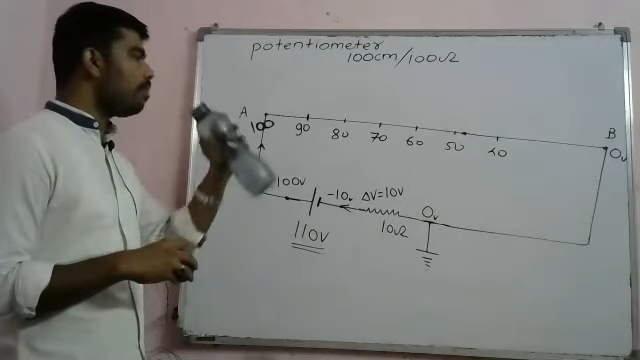 potentiometer
100cm/100Ω
A
100
90
80
70
60
50
40
B
0v
100v
-10v
ΔV=10V
0v
10Ω
110V